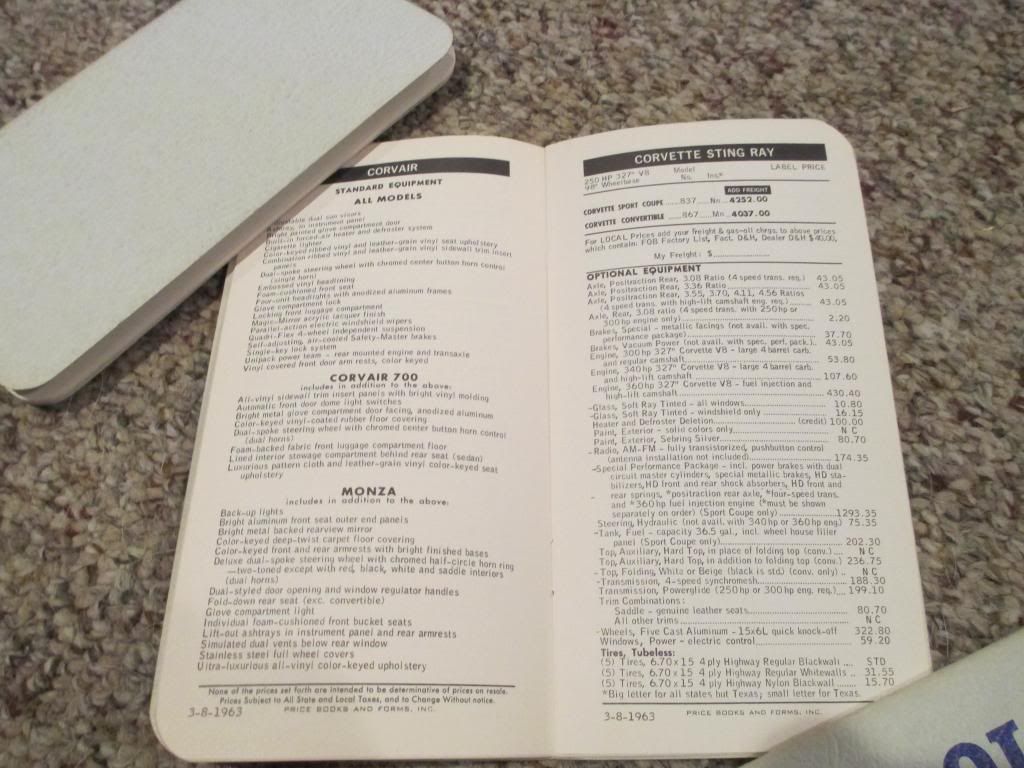 CORVAIR
STANDARD EQUIPMENT
ALL MODELS
dual sun visors
in instrument panel
Bright painted glove compartment door
Built-in forced-air heater and defroster system
Cigarette lighter
Color-keyed ribbed vinyl and leather-grain vinyl seat upholstery
Combination ribbed vinyl and leather-grain vinyl sidewall trim insert
panels
Dual-spoke steering wheel with chromed center button horn control
(single horn)
Embossed vinyl headlining
Foam-cushioned front seat
Four-unit headlights with anodized aluminum frames
Glove compartment lock
Locking front luggage compartment
Magic-Mirror acrylic lacquer finish
Parallel-action electric windshield wipers
Quadri-Flex 4-wheel independent suspension
Self-adjusting, air-cooled Safety-Master brakes
Single-key lock system
Unipack power team - rear mounted engine and transaxle
Vinyl covered front door arm rests, color keyed
CORVAIR 700
includes in addition to the above:
All-vinyl sidewall trim insert panels with bright vinyl molding
Automatic front door dome light switches
Bright metal glove compartment door facing, anodized aluminum
Color-keyed vinyl-coated rubber floor covering
Dual-spoke steering wheel with chromed center button horn control
(dual horns)
Foam-backed fabric front luggage compartment floor
Lined interior stowage compartment behind rear seat (sedan)
Luxurious pattern cloth and leather-grain vinyl color-keyed seat
upholstery
MONZA
includes in addition to the above:
Back-up lights
Bright aluminum front seat outer end panels
Bright metal backed rearview mirror
Color-keyed deep-twist carpet floor covering
Color-keyed front and rear armrests with bright finished bases
Deluxe dual-spoke steering wheel with chromed half-circle horn ring
—two-toned except with red, black, white and saddle interiors
(dual horns)
Dual-styled door opening and window regulator handles
Fold-down rear seat (exc. convertible)
Glove compartment light
Individual foam-cushioned front bucket seats
Lift-out ashtrays in instrument panel and rear armrests
Simulated dual vents below rear window
Stainless steel full wheel covers
Ultra-luxurious all-vinyl color-keyed upholstery
None of the prices set forth are intended to be determinative of prices on resale.
Prices Subject to All State and Local Taxes, and to Change Without notice.
3-8-1963 PRICE BOOKS AND FORMS, INC.
CORVETTE STING RAY
250 HP 327" V8 Model LABEL PRICE
98" Wheelbase No. Ins*
ADD FREIGHT
CORVETTE SPORT COUPE ......837....Nn..4252.00
CORVETTE CONVERTIBLE ....867....Mn..4037.00
For LOCAL Prices add your freight & gas-oil chrgs. to above prices
which contain: FOB Factory List, Fact. D&H, Dealer D&H $40.00.
My Freight: $......................
OPTIONAL EQUIPMENT
Axle, Positraction Rear, 3.08 Ratio (4 speed trans. req.) 43.05
Axle, Positraction Rear, 3.36 Ratio .... 43.05
Axle, Positraction Rear, 3.55, 3.70, 4.11, 4.56 Ratios
(4 speed trans. with high-lift camshaft eng. req.) .... 43.05
Axle, Rear, 3.08 ratio (4 speed trans. with 250hp or
300hp engine only) .... 2.20
Brakes, Special - metallic facings (not avail. with spec.
performance package) .... 37.70
Brakes, Vacuum Power (not avail. with spec. perf. pack.).. 43.05
Engine, 300hp 327" Corvette V8 - large 4 barrel carb.
and regular camshaft .... 53.80
Engine, 340hp 327" Corvette V8 - large 4 barrel carb.
and high-lift camshaft .... 107.60
Engine, 360hp 327" Corvette V8 - fuel injection and
high-lift camshaft .... 430.40
-Glass, Soft Ray Tinted - all windows .... 10.80
-Glass, Soft Ray Tinted - windshield only .... 16.15
Heater and Defroster Deletion .... (credit) 100.00
Paint, Exterior - solid colors only .... N C
Paint, Exterior, Sebring Silver .... 80.70
-Radio, AM-FM - fully transistorized, pushbutton control
(antenna installation not included) .... 174.35
-Special Performance Package - incl. power brakes with dual
circuit master cylinders, special metallic brakes, HD sta-
bilizers, HD front and rear shock absorbers, HD front and
rear springs, *positraction rear axle, *four-speed trans.
and *360hp fuel injection engine (*must be shown
separately on order) (Sport Coupe only) .... 1293.35
Steering, Hydraulic (not avail. with 340hp or 360hp eng) 75.35
-Tank, Fuel - capacity 36.5 gal., incl. wheel house filler
panel (Sport Coupe only) .... 202.30
Top, Auxiliary, Hard Top, in place of folding top (conv.) .... N C
Top, Auxiliary, Hard Top, in addition to folding top (conv) 236.75
-Top, Folding, White or Beige (black is std.) (conv. only) .. N C
-Transmission, 4-speed synchromesh .... 188.30
Transmission, Powerglide (250hp or 300hp eng. req.) ... 199.10
Trim Combinations:
Saddle - genuine leather seats .... 80.70
All other trims .... N C
-Wheels, Five Cast Aluminum - 15x6L quick knock-off 322.80
Windows, Power - electric control .... 59.20
Tires, Tubeless:
(5) Tires, 6.70x15 4 ply Highway Regular Blackwall .... STD
(5) Tires, 6.70x15 4 ply Highway Regular Whitewalls .. 31.55
(5) Tires, 6.70x15 4 ply Highway Nylon Blackwall ........ 15.70
*Big letter for all states but Texas; small letter for Texas.
3-8-1963 PRICE BOOKS AND FORMS, INC.